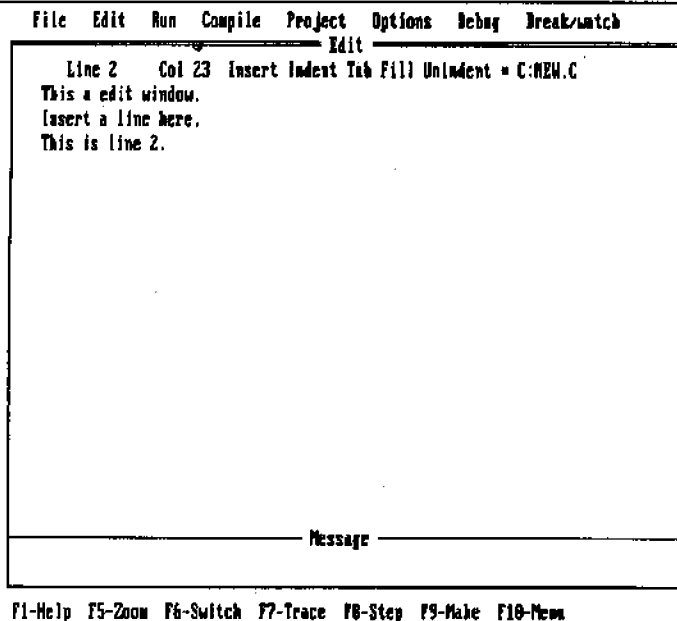 File Edit Run Compile Project Options Debug Break/watch
Edit
Line 2 Col 23 Insert Indent Tab Fill Unindent * C:NEW.C
This a edit window.
Insert a line here.
This is line 2.
Message
F1-Help F5-Zoom F6-Switch F7-Trace F8-Step F9-Make F10-Menu